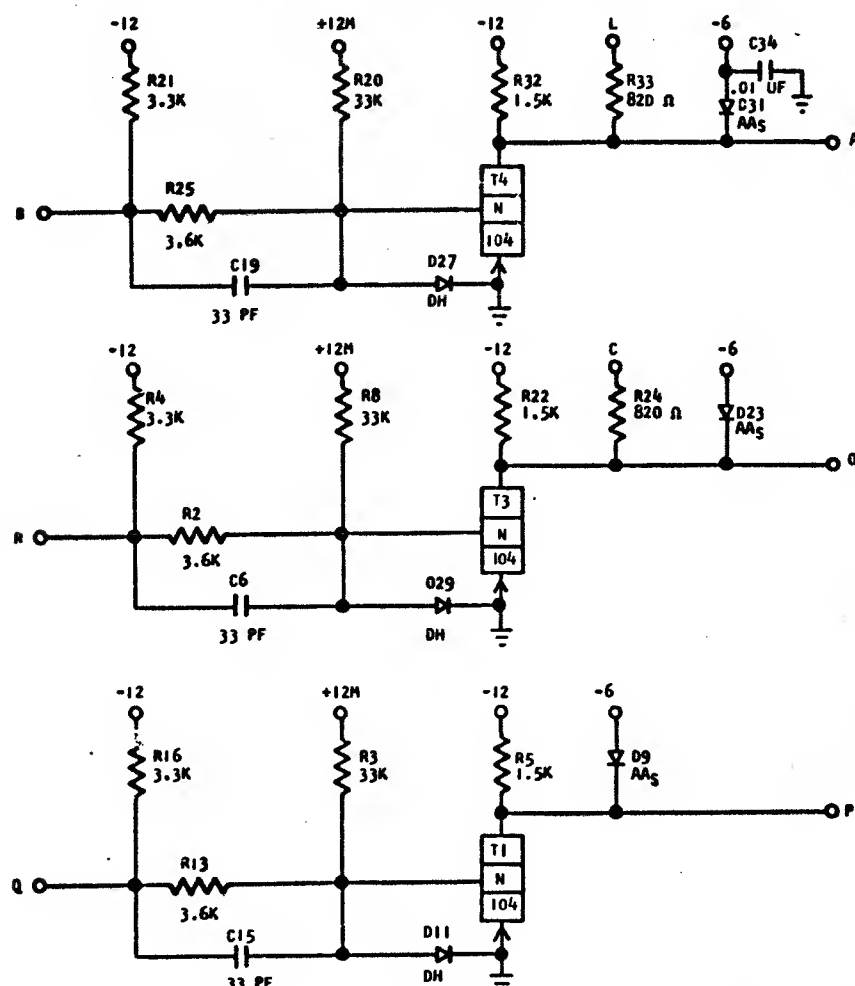 -12 +12M -12 L -6 C34
R21 3.3K
R20 33K
R32 1.5K
R33 820 Ω
.01 UF
D31 AAS
A
T4
N
104
B
R25
3.6K
C19
33 PF
D27
DH
-12 +12M -12 C -6
R4 3.3K
R8 33K
R22 1.5K
R24 820 Ω
D23 AAS
T3
N
104
R
R2
3.6K
C6
33 PF
D29
DH
-12 +12M -12 -6
R16 3.3K
R3 33K
R5 1.5K
D9 AAS
P
T1
N
104
Q
R13
3.6K
C15
33 PF
D11
DH